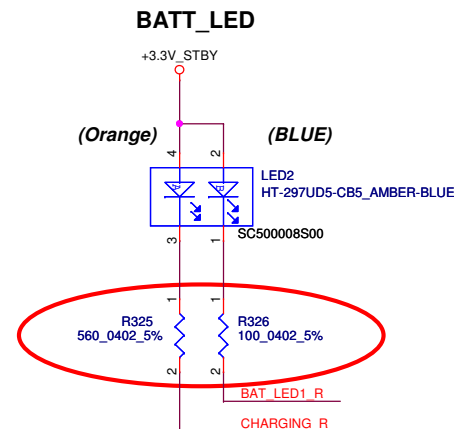 BATT_LED
+3.3V_STBY
(Orange)
(BLUE)
4
2
LED2
HT-297UD5-CB5_AMBER-BLUE
A
B
SC500008S00
3
1
1
1
R325
560_0402_5%
R326
100_0402_5%
2
2
BAT_LED1_R
CHARGING_R